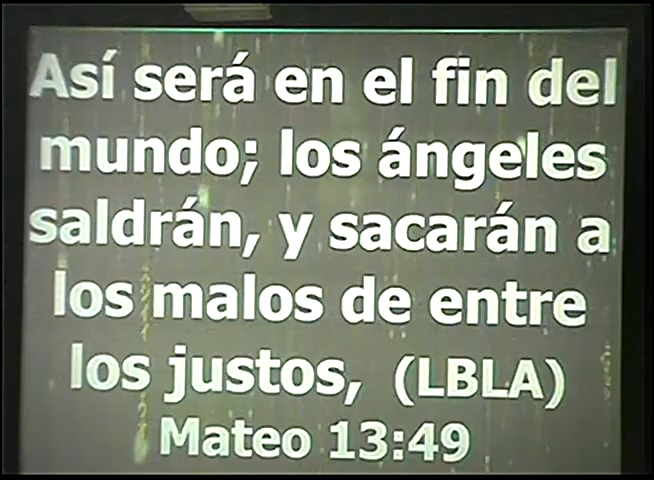 Así será en el fin del
mundo; los ángeles
saldrán, y sacarán a
los malos de entre
los justos, (LBLA)
Mateo 13:49